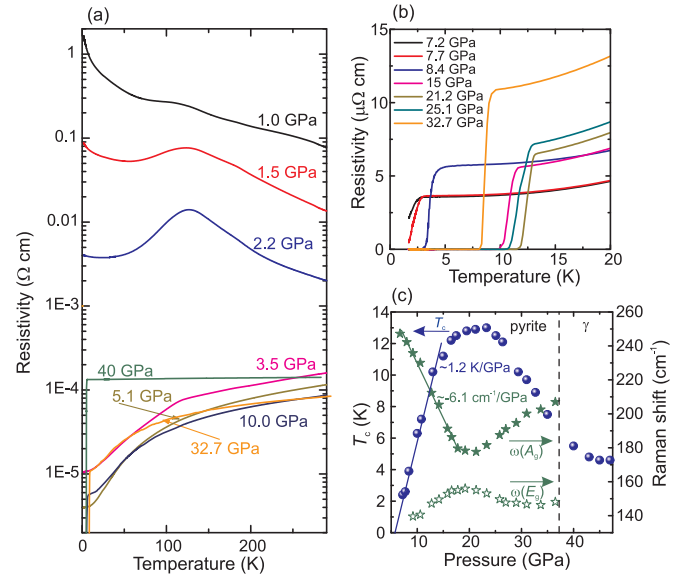 (a)
1
0.1
0.01
1E-3
1E-4
1E-5
Resistivity (Ω cm)
1.0 GPa
1.5 GPa
2.2 GPa
40 GPa
3.5 GPa
5.1 GPa
10.0 GPa
32.7 GPa
0 50 100 150 200 250
Temperature (K)
(b)
15
10
5
0
Resistivity (μΩ cm)
7.2 GPa
7.7 GPa
8.4 GPa
15 GPa
21.2 GPa
25.1 GPa
32.7 GPa
0 5 10 15 20
Temperature (K)
(c)
14
12
10
8
6
4
2
0
Tc (K)
Tc
pyrite
γ
~1.2 K/GPa
~-6.1 cm⁻¹/GPa
ω(Ag)
ω(Eg)
260
240
220
200
180
160
140
Raman shift (cm⁻¹)
0 10 20 30 40
Pressure (GPa)